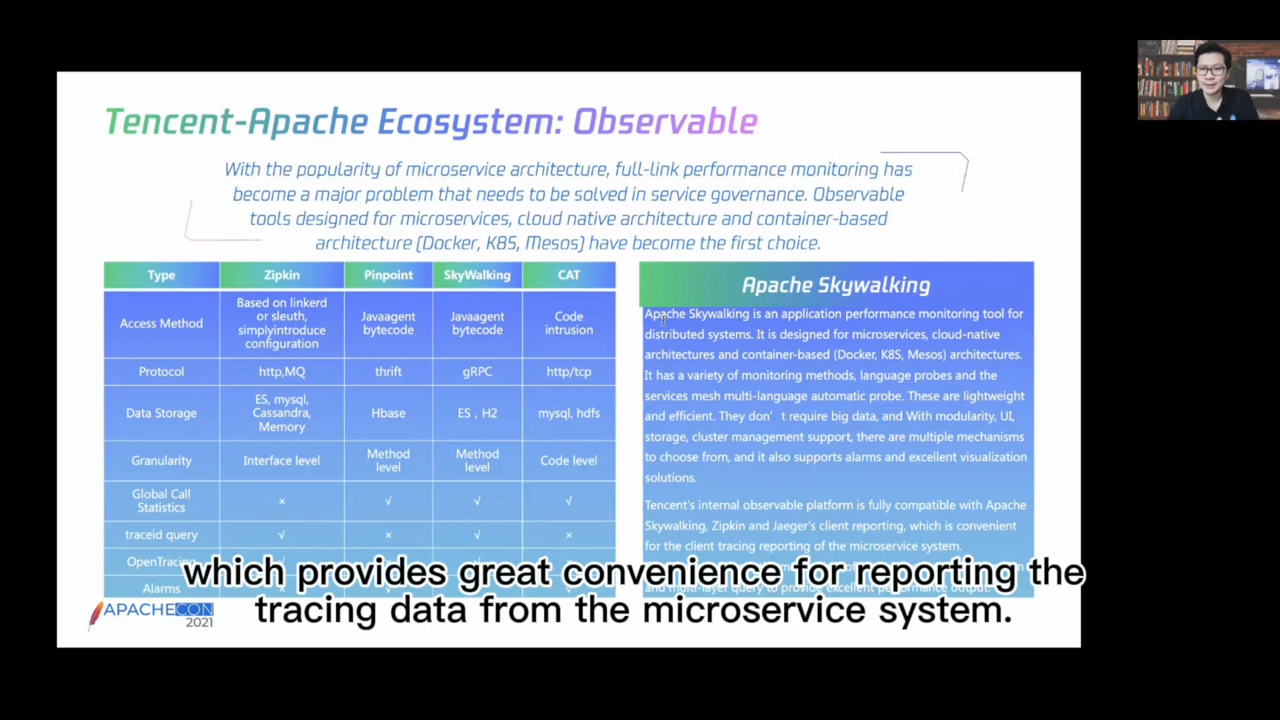 Tencent-Apache Ecosystem: Observable
With the popularity of microservice architecture, full-link performance monitoring has
become a major problem that needs to be solved in service governance. Observable
tools designed for microservices, cloud native architecture and container-based
architecture (Docker, K8S, Mesos) have become the first choice.
Type Zipkin Pinpoint SkyWalking CAT
Access Method Based on linkerd or sleuth, simplyintroduce configuration Javaagent bytecode Javaagent bytecode Code intrusion
Protocol http,MQ thrift gRPC http/tcp
Data Storage ES, mysql, Cassandra, Memory Hbase ES , H2 mysql, hdfs
Granularity Interface level Method level Method level Code level
Global Call Statistics × √ √ √
traceid query √ × √ ×
OpenTracing
Alarms
Apache Skywalking
Apache Skywalking is an application performance monitoring tool for
distributed systems. It is designed for microservices, cloud-native
architectures and container-based (Docker, K8S, Mesos) architectures.
It has a variety of monitoring methods, language probes and the
services mesh multi-language automatic probe. These are lightweight
and efficient. They don' t require big data, and With modularity, UI,
storage, cluster management support, there are multiple mechanisms
to choose from, and it also supports alarms and excellent visualization
solutions.
Tencent's internal observable platform is fully compatible with Apache
Skywalking, Zipkin and Jaeger's client reporting, which is convenient
for the client tracing reporting of the microservice system.
and multi-layer query to provide excellent performance output.
which provides great convenience for reporting the
tracing data from the microservice system.
APACHECON
2021